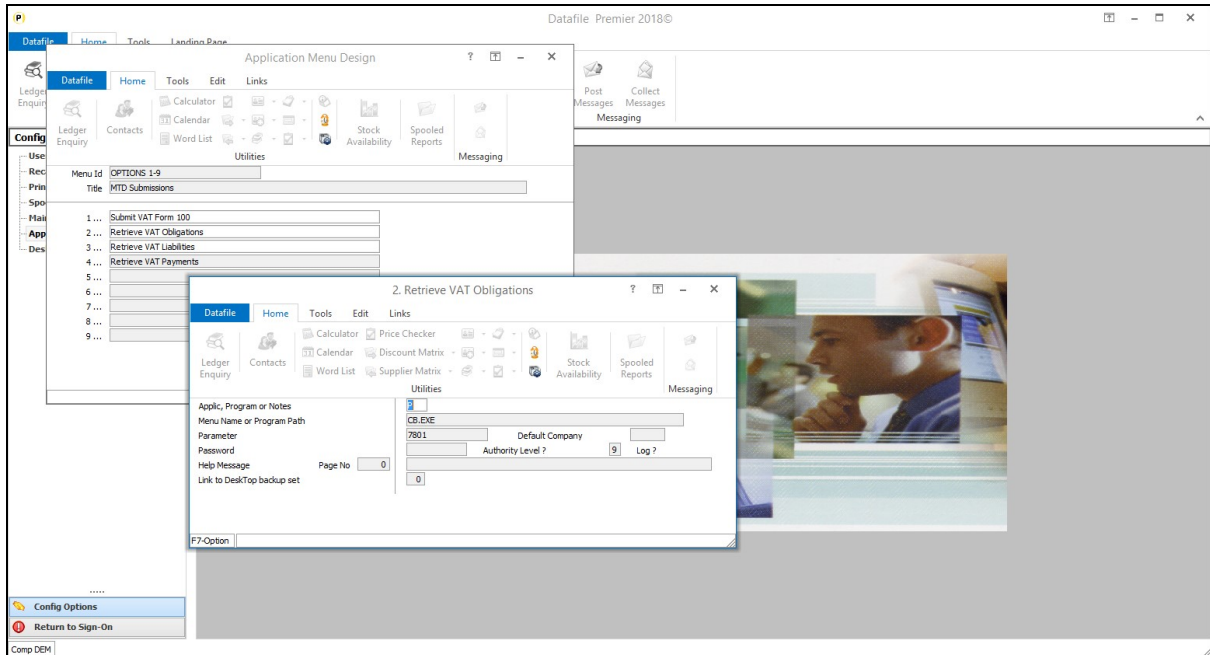 Datafile Premier 2018©
Datafile Home Tools Landing Page
Application Menu Design
Datafile Home Tools Edit Links
Ledger Enquiry
Contacts
Calculator
Calendar
Word List
Stock Availability
Spooled Reports
Utilities
Messaging
Post Messages
Collect Messages
Messaging
Menu Id OPTIONS 1-9
Title MTD Submissions
1 ... Submit VAT Form 100
2 ... Retrieve VAT Obligations
3 ... Retrieve VAT Liabilities
4 ... Retrieve VAT Payments
5 ...
6 ...
7 ...
8 ...
9 ...
2. Retrieve VAT Obligations
Datafile Home Tools Edit Links
Ledger Enquiry
Contacts
Calculator Price Checker
Calendar Discount Matrix
Word List Supplier Matrix
Stock Availability
Spooled Reports
Utilities
Messaging
Applic, Program or Notes P
Menu Name or Program Path CB.EXE
Parameter 7801 Default Company
Password Authority Level ? 9 Log ?
Help Message Page No 0
Link to DeskTop backup set 0
F7-Option
Config Options
Return to Sign-On
Comp DEM